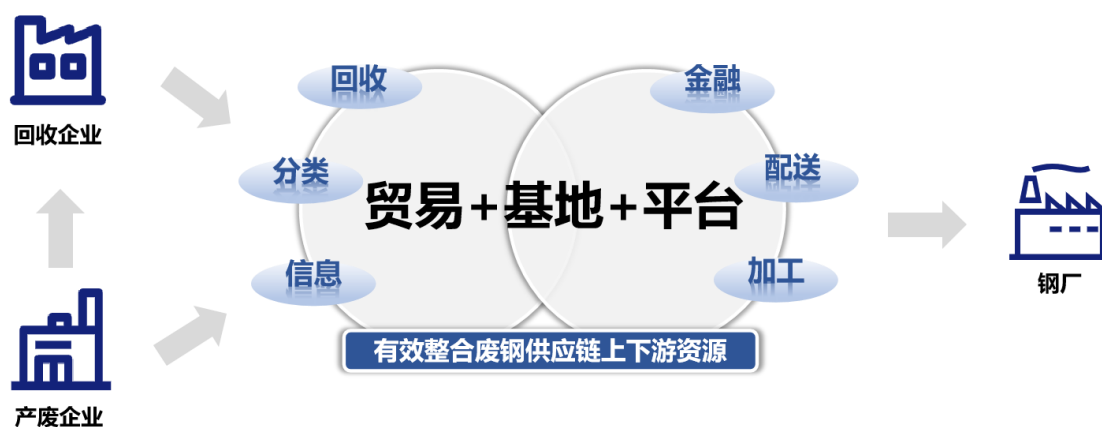 回收企业
产废企业
回收
分类
信息
贸易+基地+平台
金融
配送
加工
有效整合废钢供应链上下游资源
钢厂